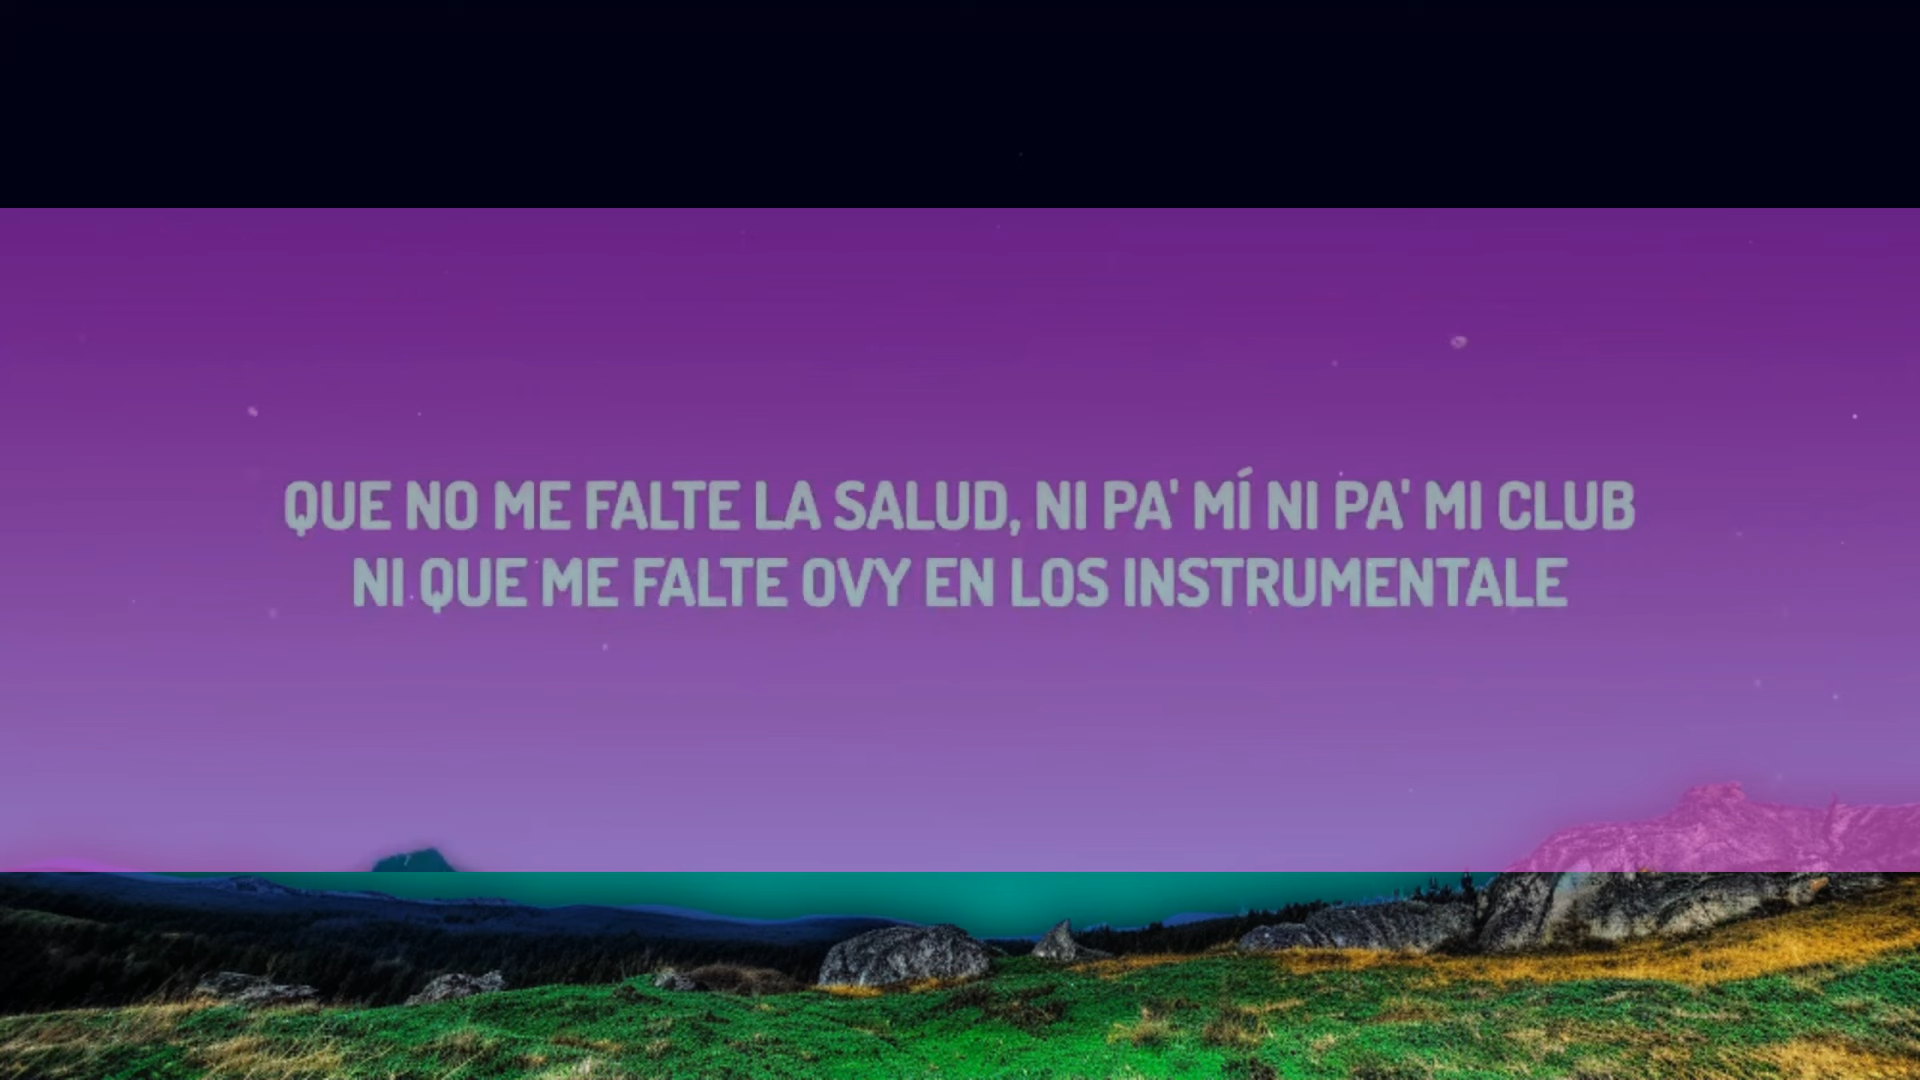 QUE NO ME FALTE LA SALUD, NI PA' MÍ NI PA' MI CLUB
NI QUE ME FALTE OVY EN LOS INSTRUMENTALE